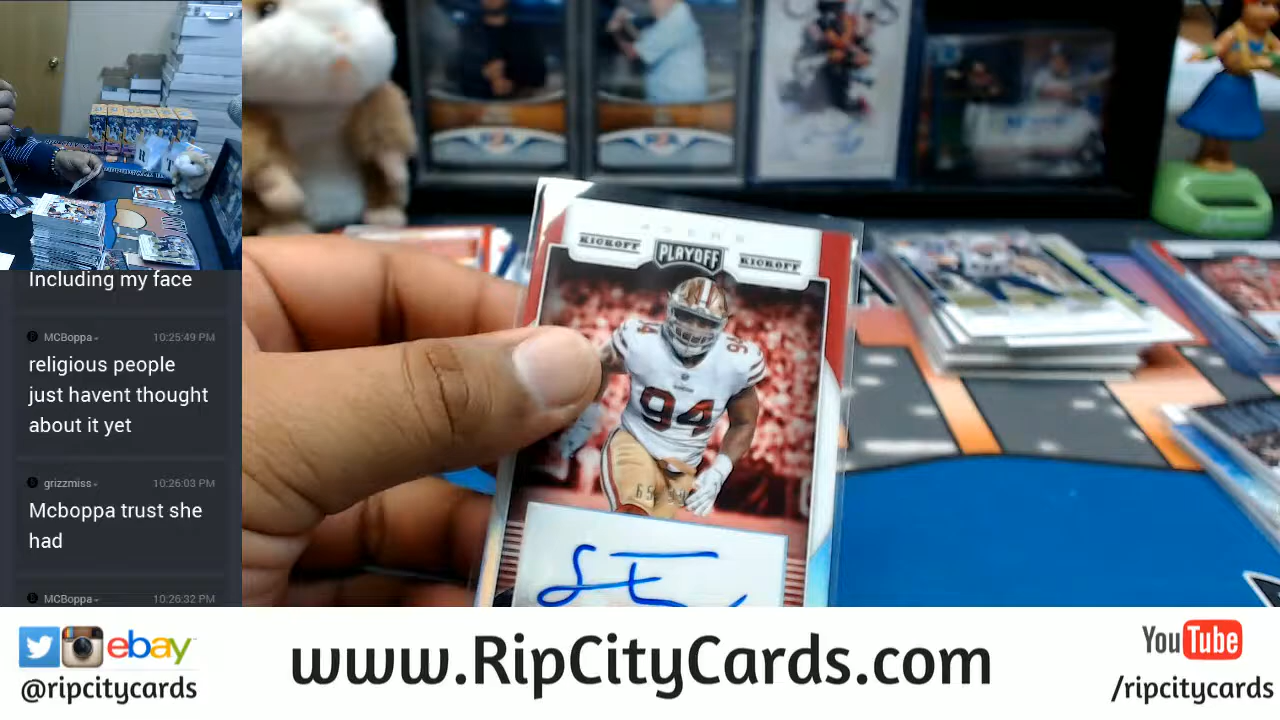 Including my face
MCBoppa
10:25:49 PM
religious people
just havent thought
about it yet
grizzmiss
10:26:03 PM
Mcboppa trust she
had
MCBoppa
10:26:32 PM
49ERS
KICKOFF
PLAYOFF
KICKOFF
94
94
ebay
@ripcitycards
www.RipCityCards.com
YouTube
/ripcitycards